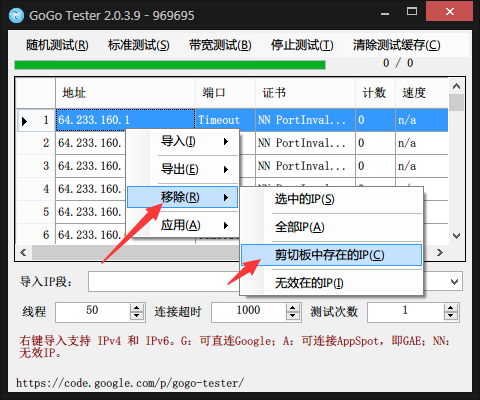 GoGo Tester 2.0.3.9 - 969695
随机测试(R) 标准测试(S) 带宽测试(B) 停止测试(T) 清除测试缓存(C)
0 / 0
地址 端口 证书 计数 速度
1 64.233.160.1 Timeout NN PortInval... 0 n/a
2 64.233.160. NN PortInval... 0 n/a
3 64.233.160. NN PortInval... 0 n/a
4 64.233.160.
5 64.233.160.
6 64.233.160.
导入(I)
导出(E)
移除(R)
应用(A)
选中的IP(S)
全部IP(A)
剪切板中存在的IP(C)
无效在的IP(I)
导入IP段:
线程 50 连接超时 1000 测试次数 1
右键导入支持 IPv4 和 IPv6。G: 可直连Google; A: 可连接AppSpot, 即GAE; NN:
无效IP。
https://code.google.com/p/gogo-tester/